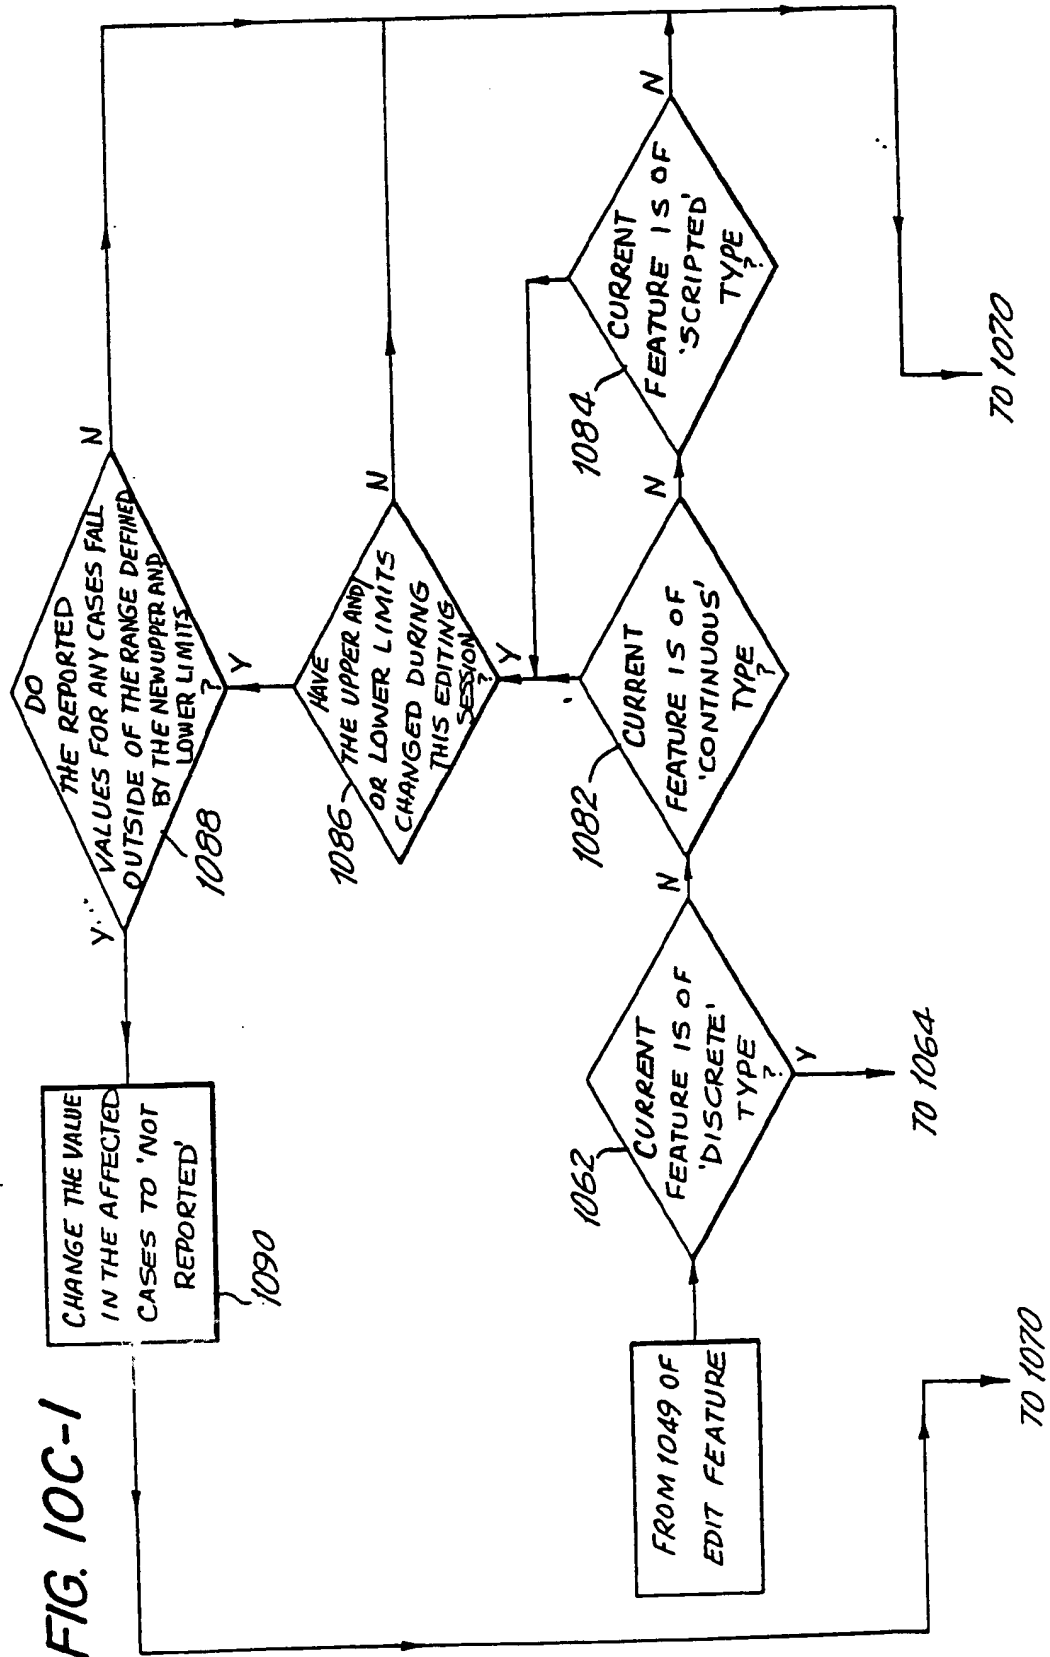 FIG. 10C-1
CHANGE THE VALUE
IN THE AFFECTED
CASES TO 'NOT
REPORTED'
1090
Y
DO
THE REPORTED
VALUES FOR ANY CASES FALL
OUTSIDE OF THE RANGE DEFINED
BY THE NEW UPPER AND
LOWER LIMITS
?
N
1088
Y
HAVE
THE UPPER AND/
OR LOWER LIMITS
CHANGED DURING
THIS EDITING
SESSION
?
N
1086
Y
FROM 1049 OF
EDIT FEATURE
1062
CURRENT
FEATURE IS OF
'DISCRETE'
TYPE
?
N
Y
TO 1064
1082
CURRENT
FEATURE IS OF
'CONTINUOUS'
TYPE
?
N
1084
CURRENT
FEATURE IS OF
'SCRIPTED'
TYPE
?
N
TO 1070
TO 1070